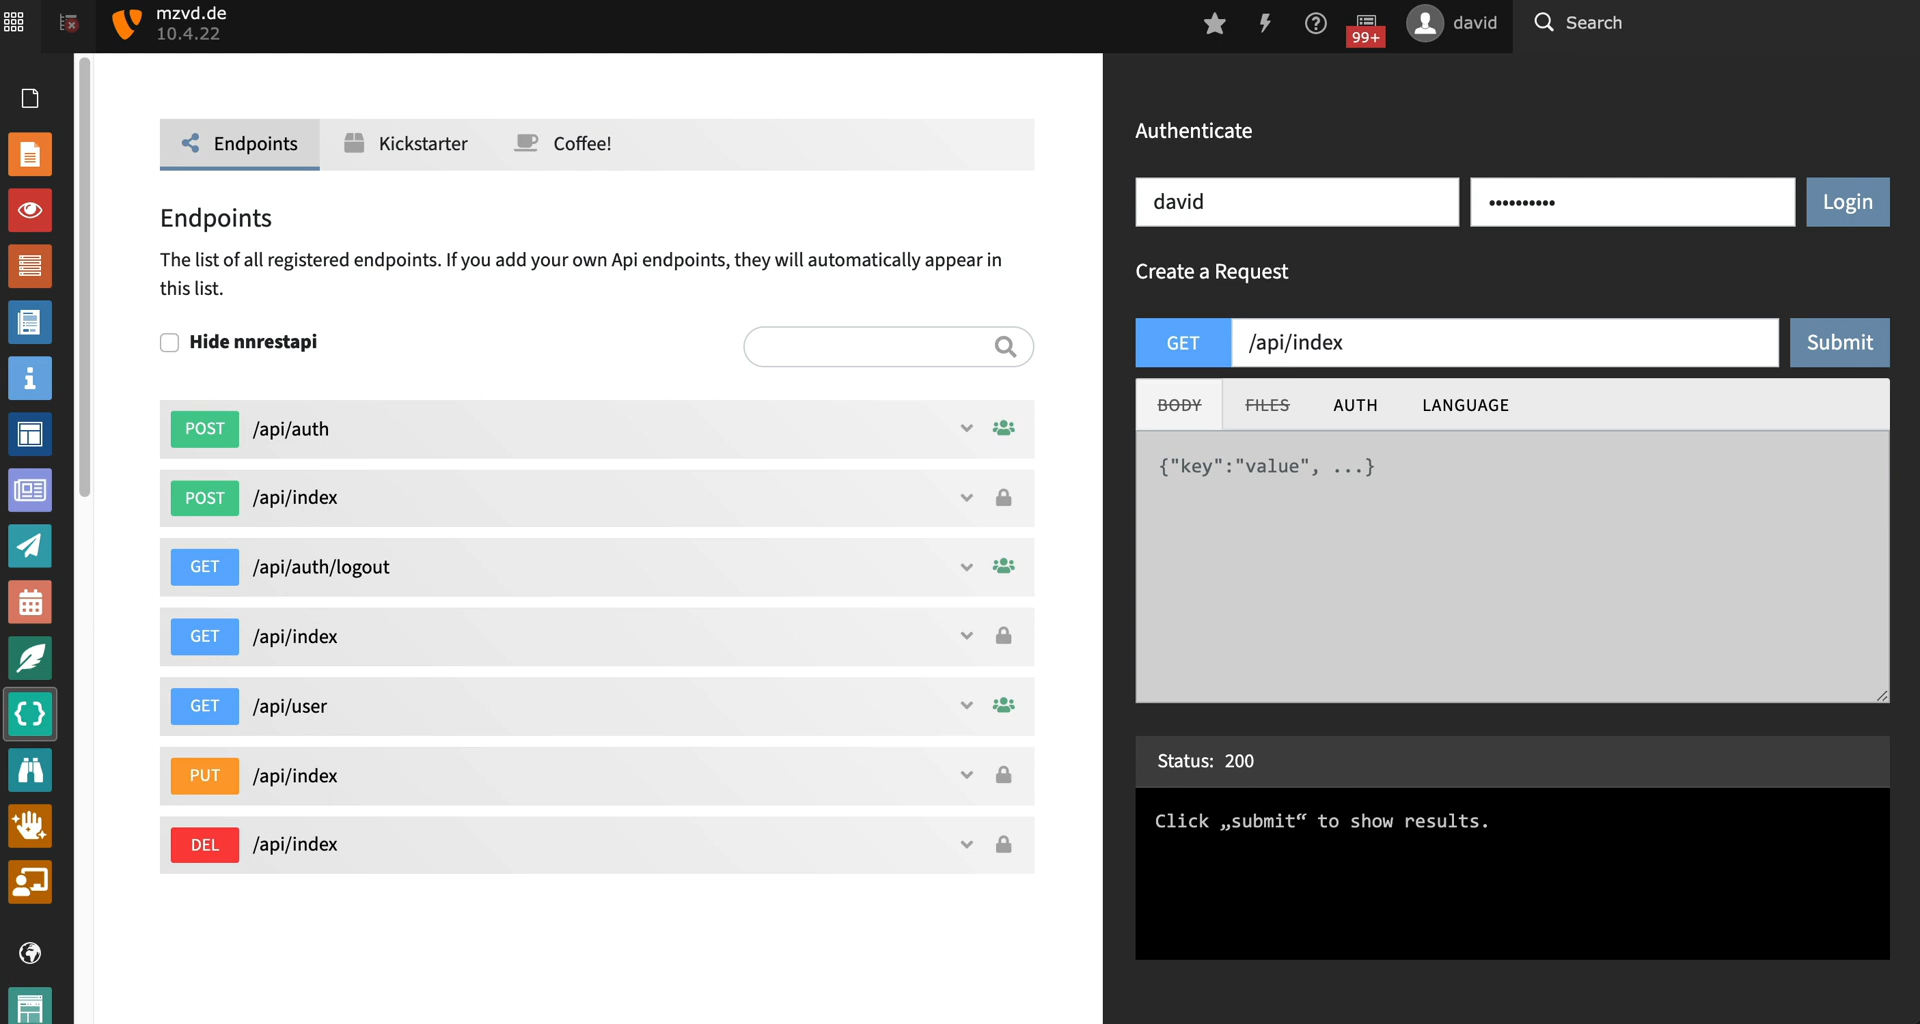 mzvd.de
10.4.22
99+
david
Search
Endpoints
Kickstarter
Coffee!
Endpoints
The list of all registered endpoints. If you add your own Api endpoints, they will automatically appear in
this list.
Hide nnrestapi
POST /api/auth
POST /api/index
GET /api/auth/logout
GET /api/index
GET /api/user
PUT /api/index
DEL /api/index
Authenticate
david
••••••••••
Login
Create a Request
GET /api/index
Submit
BODY FILES AUTH LANGUAGE
{"key":"value", ...}
Status: 200
Click „submit“ to show results.